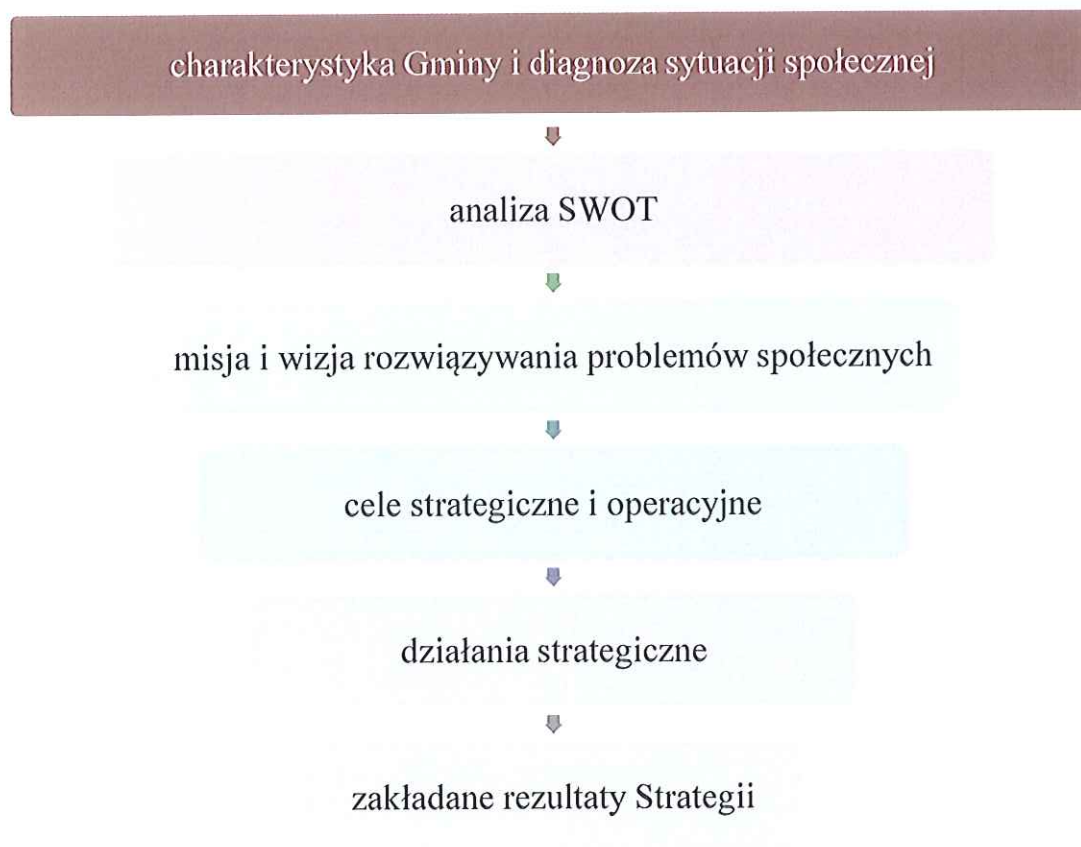 charakterystyka Gminy i diagnoza sytuacji społecznej
analiza SWOT
misja i wizja rozwiązywania problemów społecznych
cele strategiczne i operacyjne
działania strategiczne
zakładane rezultaty Strategii